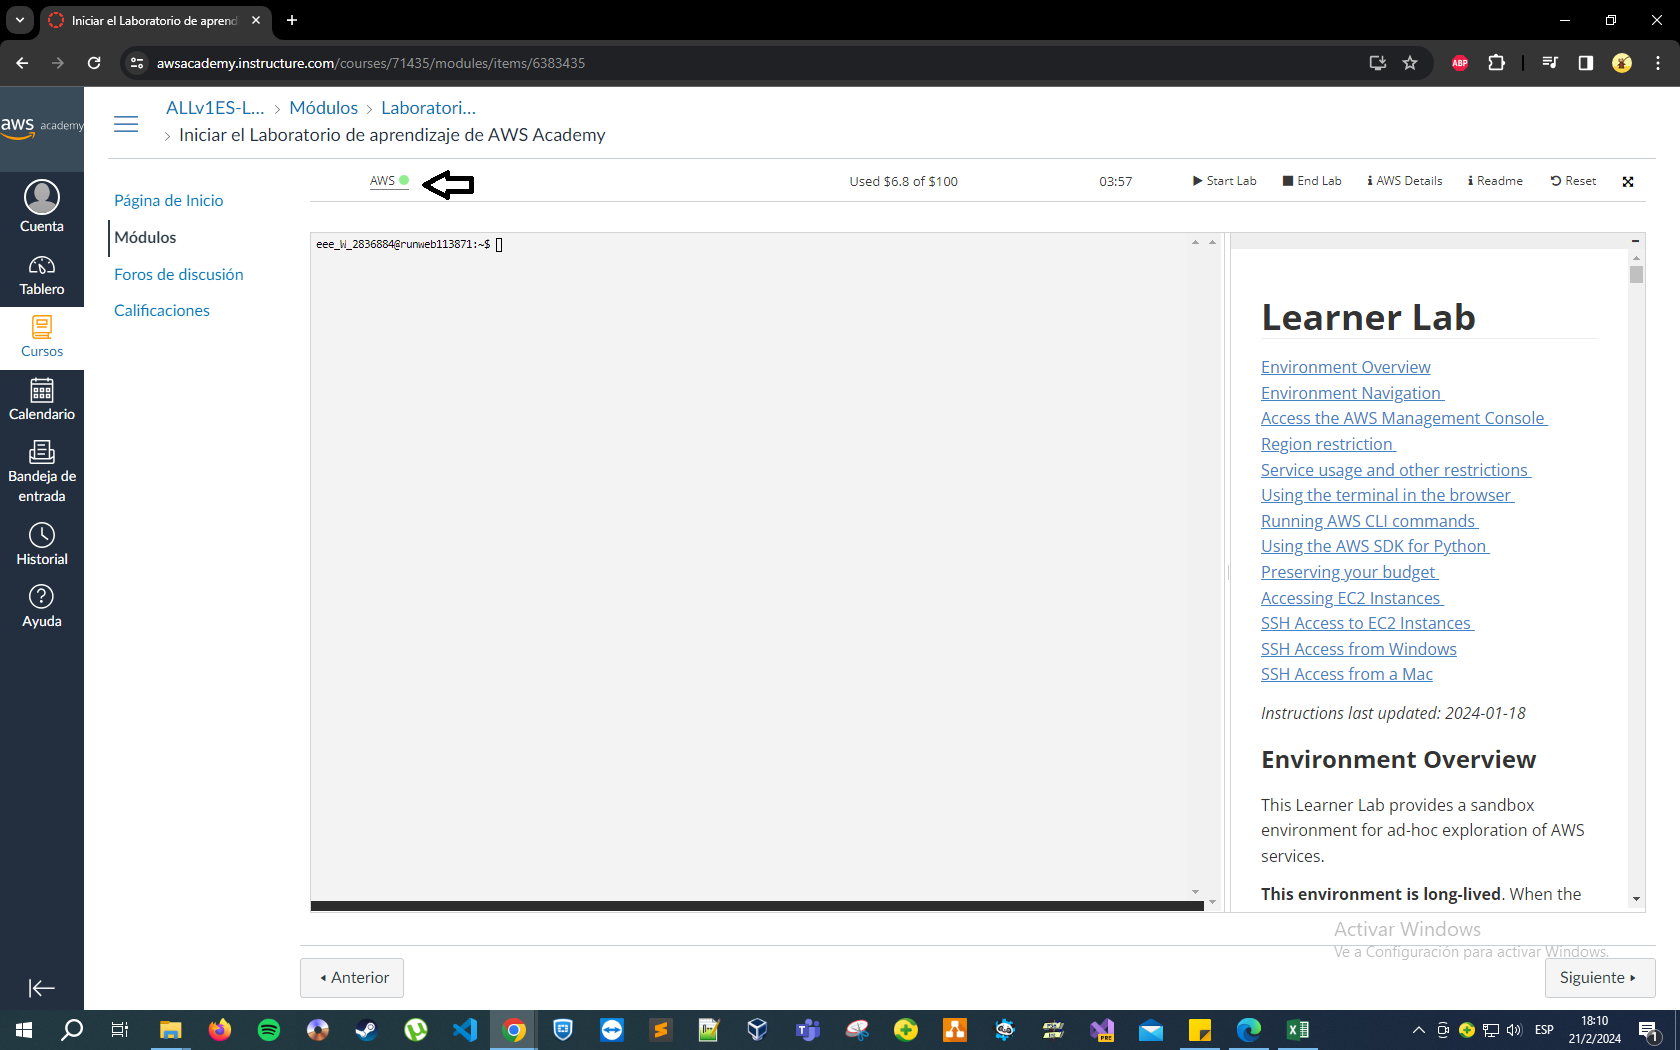 Iniciar el Laboratorio de aprend
awsacademy.instructure.com/courses/71435/modules/items/6383435
ABP
aws academy
ALLv1ES-L... > Módulos > Laboratori...
> Iniciar el Laboratorio de aprendizaje de AWS Academy
Cuenta
Tablero
Cursos
Calendario
Bandeja de
entrada
Historial
Ayuda
Página de Inicio
Módulos
Foros de discusión
Calificaciones
AWS
Used $6.8 of $100
03:57
Start Lab
End Lab
AWS Details
Readme
Reset
eee_W_2836884@runweb113871:~$
Learner Lab
Environment Overview
Environment Navigation
Access the AWS Management Console
Region restriction
Service usage and other restrictions
Using the terminal in the browser
Running AWS CLI commands
Using the AWS SDK for Python
Preserving your budget
Accessing EC2 Instances
SSH Access to EC2 Instances
SSH Access from Windows
SSH Access from a Mac
Instructions last updated: 2024-01-18
Environment Overview
This Learner Lab provides a sandbox
environment for ad-hoc exploration of AWS
services.
This environment is long-lived. When the
Activar Windows
Ve a Configuración para activar Windows.
Anterior
Siguiente
PRE
ESP
18:10
21/2/2024
1